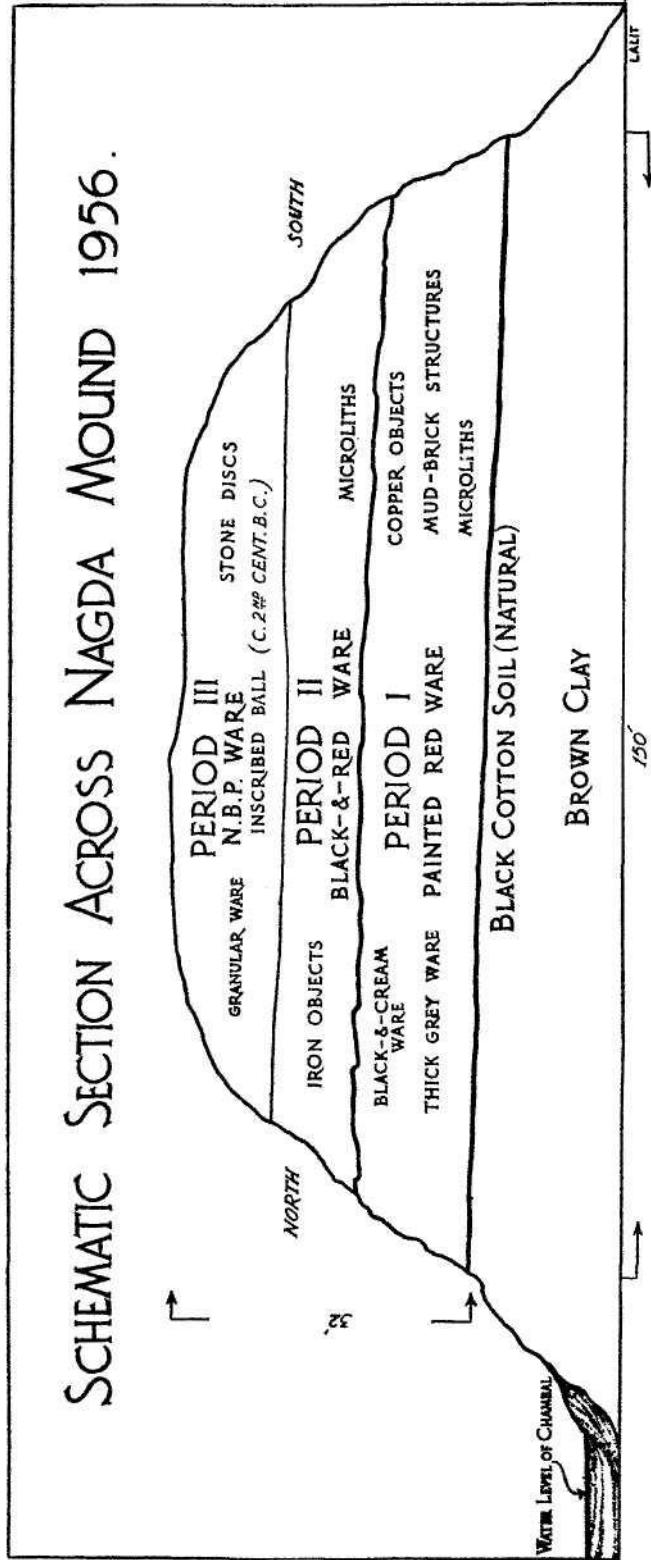 SCHEMATIC SECTION ACROSS NAGDA MOUND 1956.
NORTH
SOUTH
32'
PERIOD III
GRANULAR WARE N.B.P. WARE STONE DISCS
INSCRIBED BALL (C. 2ND CENT. B.C.)
PERIOD II
IRON OBJECTS BLACK-&-RED WARE MICROLITHS
PERIOD I
BLACK-&-CREAM
WARE
COPPER OBJECTS
THICK GREY WARE PAINTED RED WARE MUD-BRICK STRUCTURES
MICROLITHS
BLACK COTTON SOIL (NATURAL)
BROWN CLAY
WATER LEVEL OF CHAMBAL
150'
LALIT